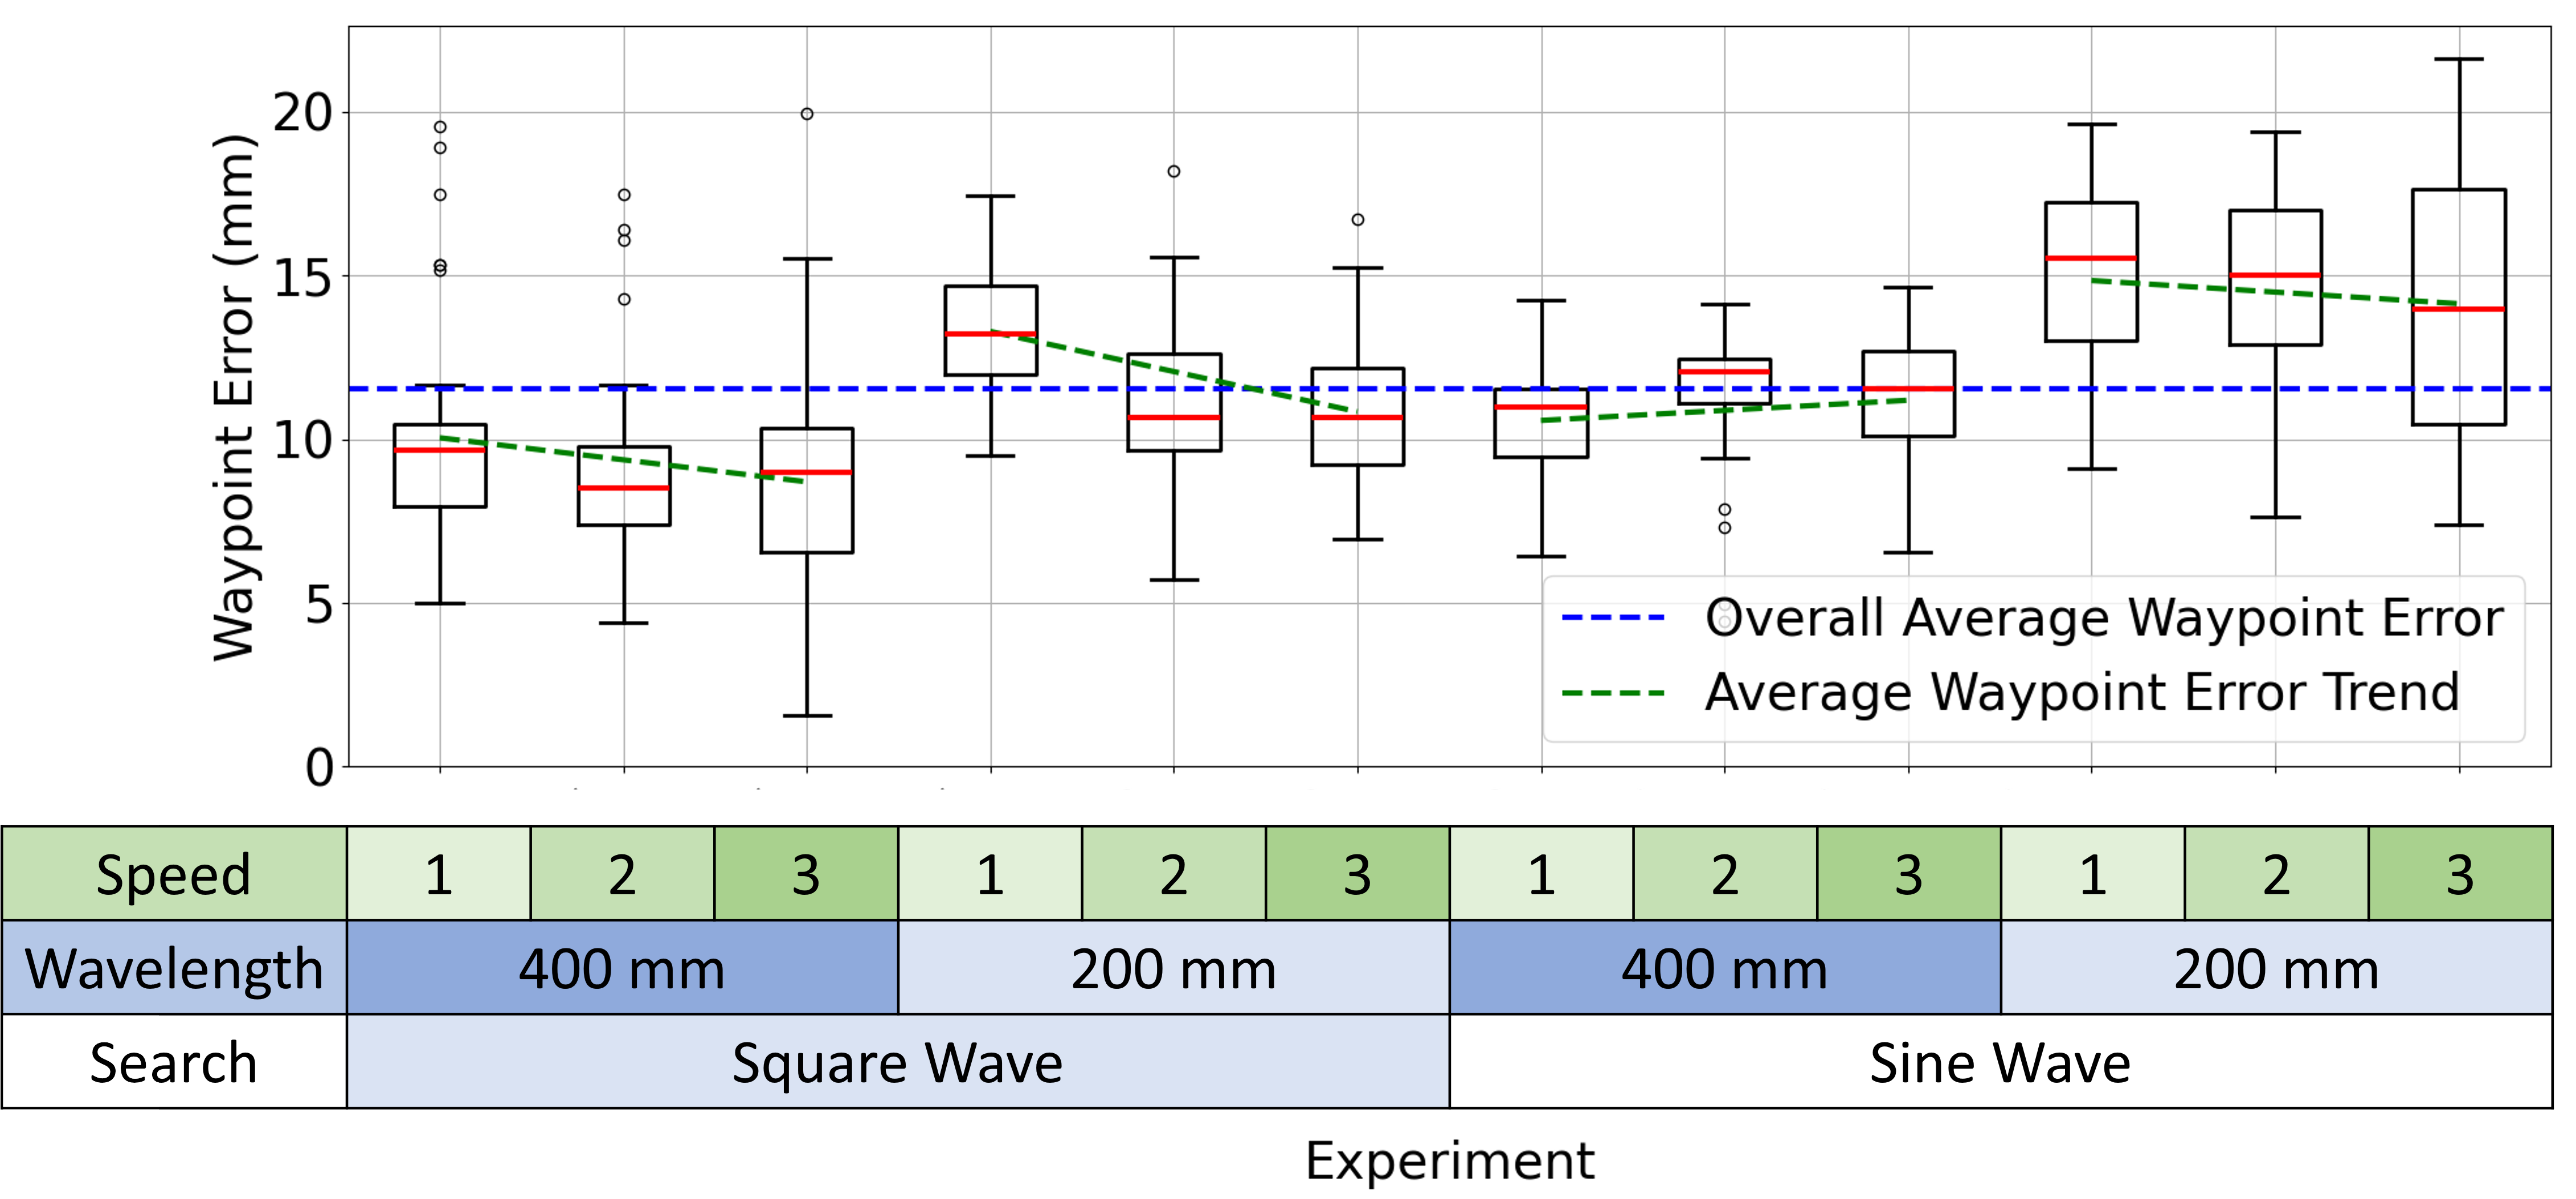 Waypoint Error (mm)
20
15
10
5
0
Overall Average Waypoint Error
Average Waypoint Error Trend
Speed 1 2 3 1 2 3 1 2 3 1 2 3
Wavelength 400 mm 200 mm 400 mm 200 mm
Search Square Wave Sine Wave
Experiment